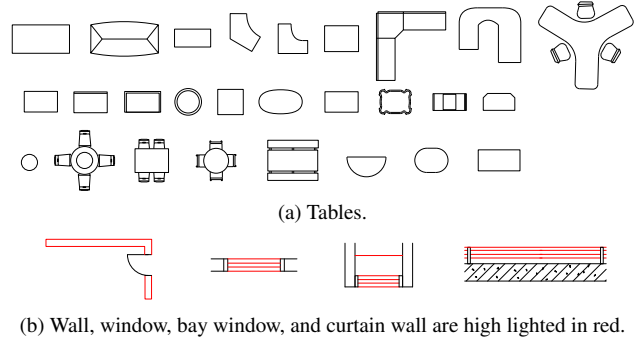 (a) Tables.
(b) Wall, window, bay window, and curtain wall are high lighted in red.